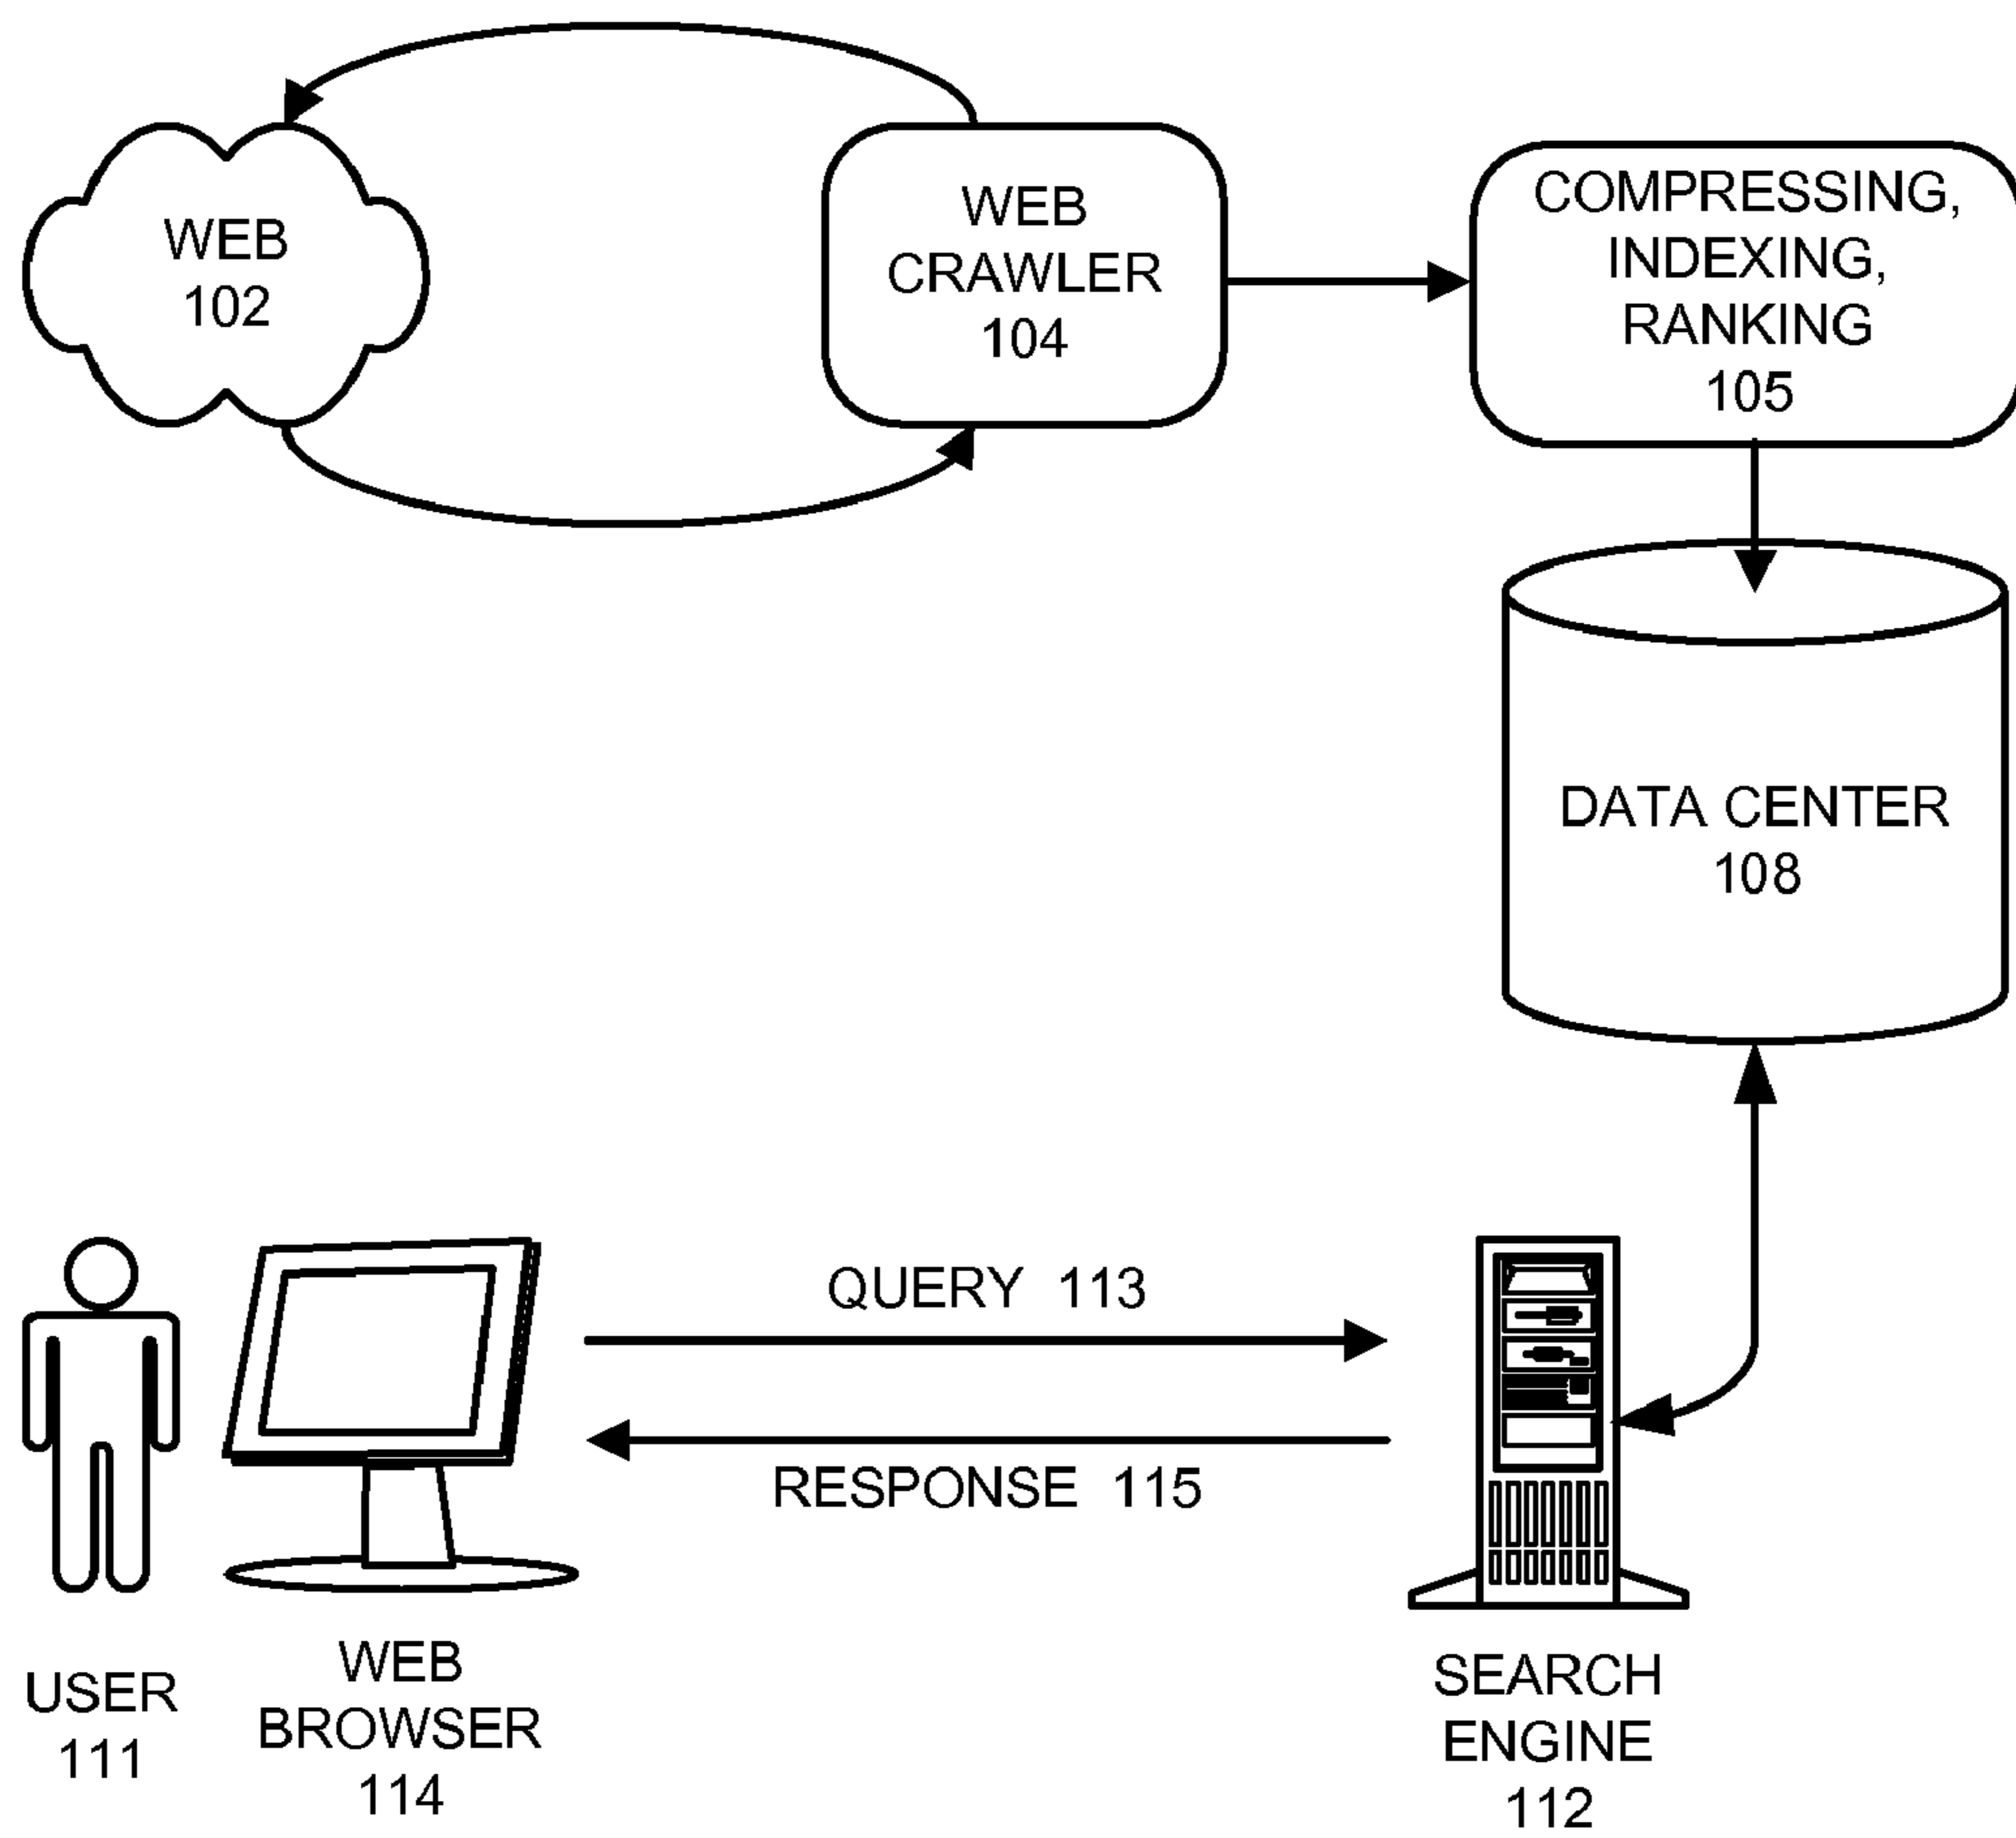 WEB
102
WEB
CRAWLER
104
COMPRESSING,
INDEXING,
RANKING
105
DATA CENTER
108
QUERY 113
RESPONSE 115
USER
111
WEB
BROWSER
114
SEARCH
ENGINE
112